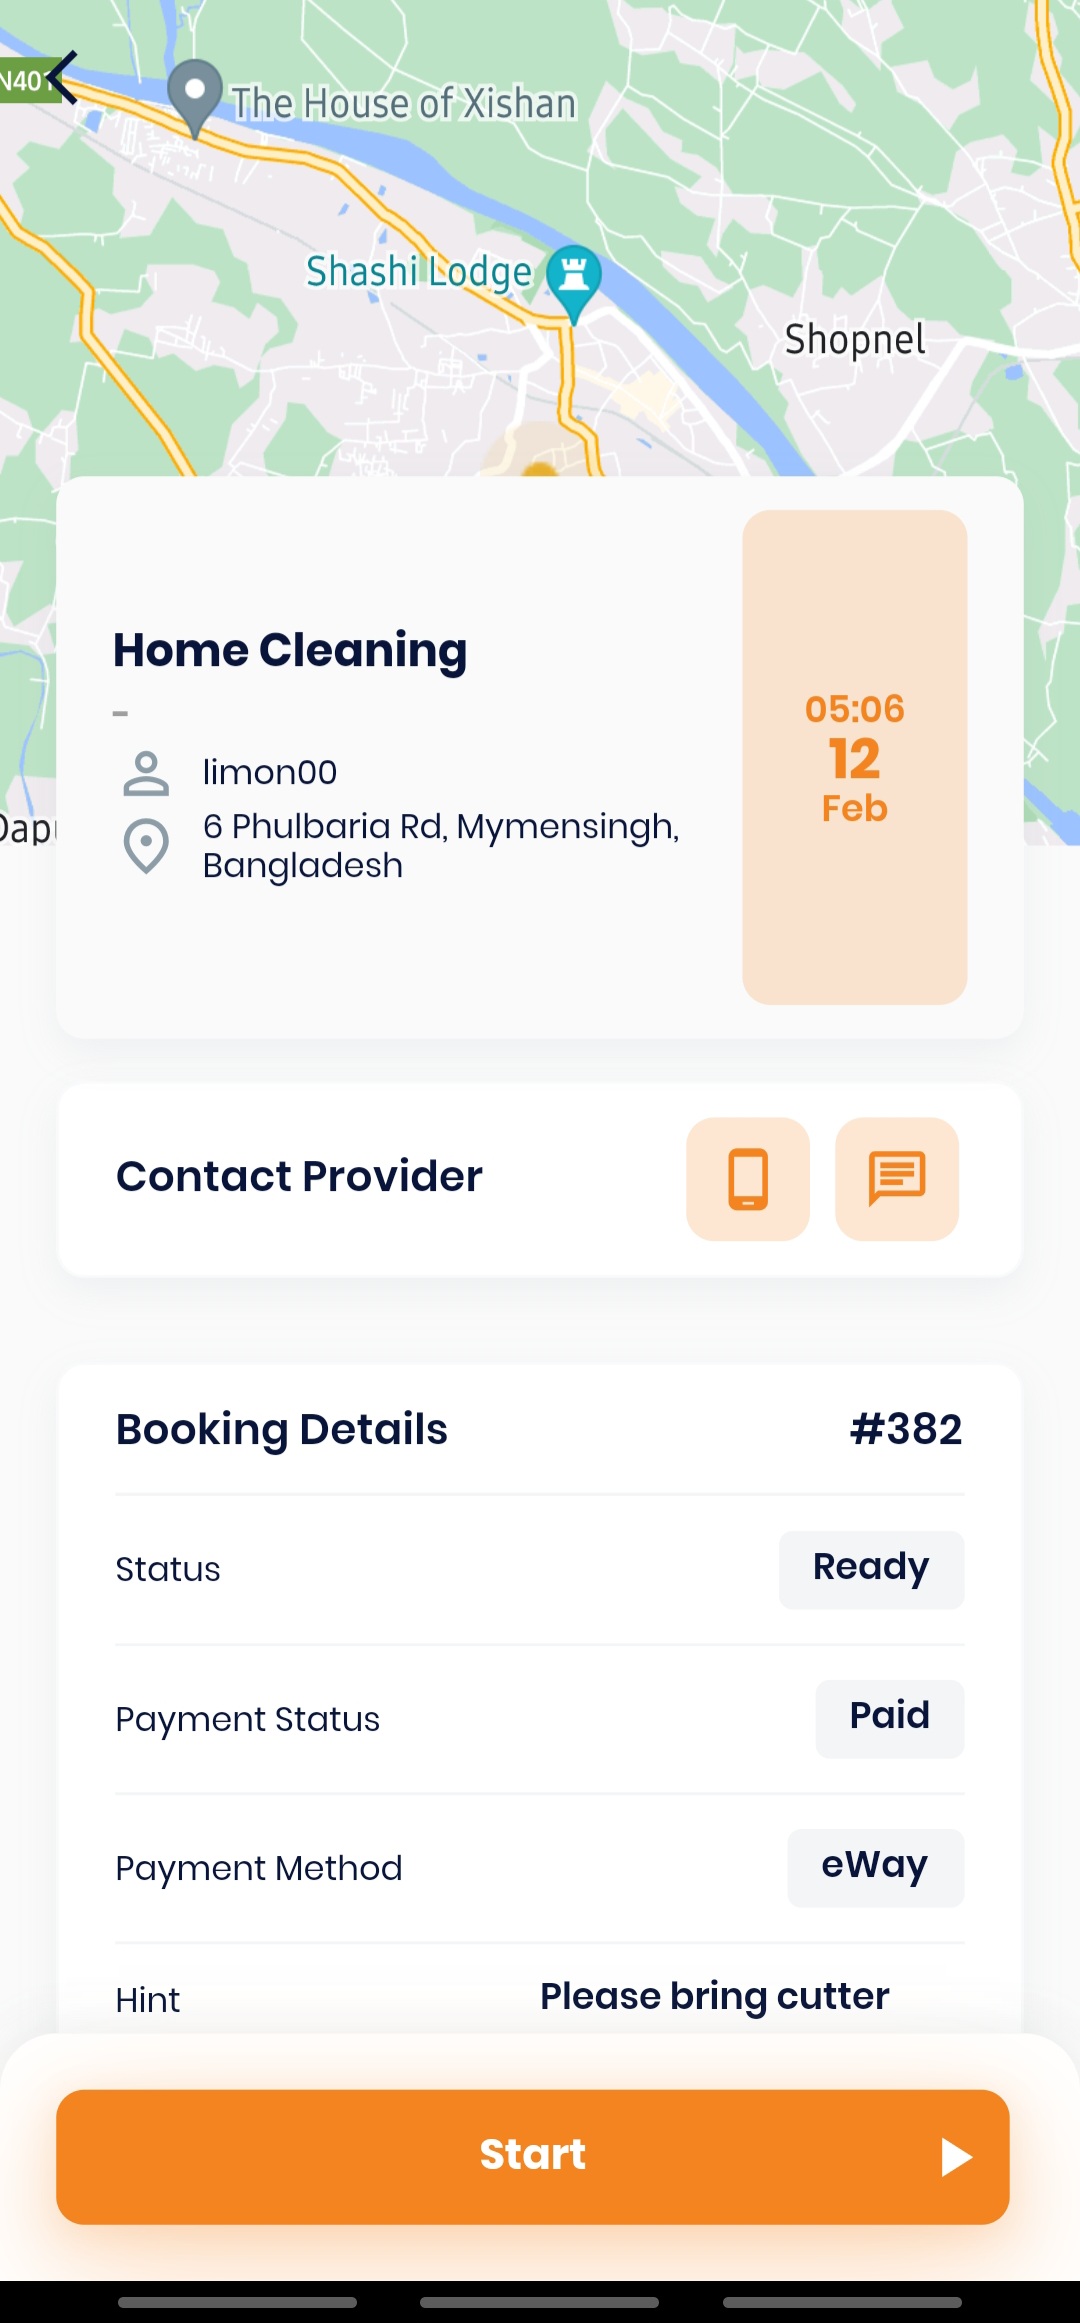 N401
The House of Xishan
Shashi Lodge
Shopnel
Home Cleaning
-
limon00
6 Phulbaria Rd, Mymensingh,
Bangladesh
05:06
12
Feb
Contact Provider
Booking Details
#382
Status
Ready
Payment Status
Paid
Payment Method
eWay
Hint
Please bring cutter
Start